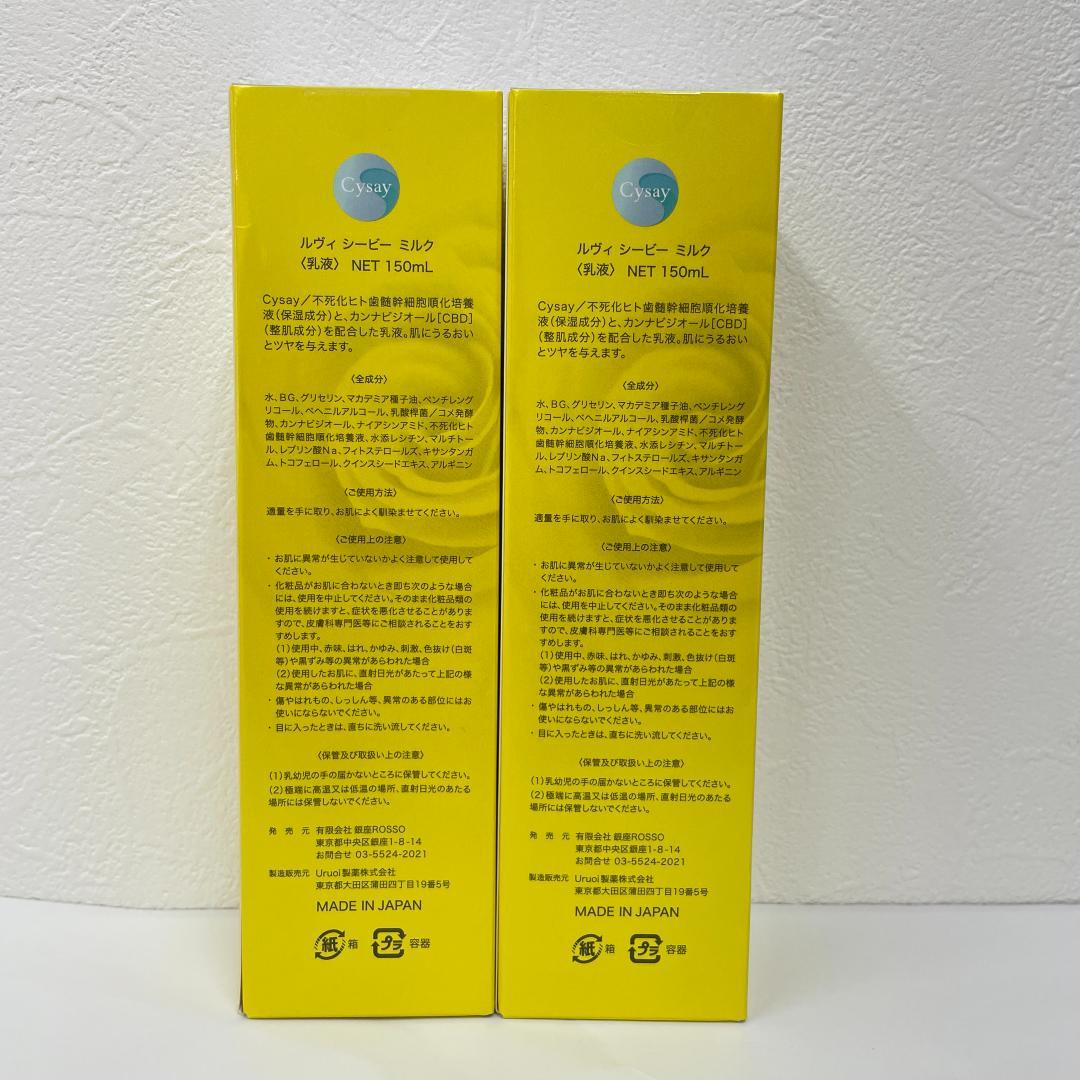 Cysay
ルヴィ シービー ミルク
〈乳液〉 NET 150mL
Cysay／不死化ヒト歯髄幹細胞順化培養
液（保湿成分）と、カンナビジオール[CBD]
（整肌成分）を配合した乳液。肌にうるおい
とツヤを与えます。
〈全成分〉
水、BG、グリセリン、マカデミア種子油、ペンチレング
リコール、ベヘニルアルコール、乳酸桿菌／コメ発酵
物、カンナビジオール、ナイアシンアミド、不死化ヒト
歯髄幹細胞順化培養液、水添レシチン、マルチトー
ル、レブリン酸Na、フィトステロールズ、キサンタンガ
ム、トコフェロール、クインスシードエキス、アルギニン
〈ご使用方法〉
適量を手に取り、お肌によく馴染ませてください。
〈ご使用上の注意〉
・お肌に異常が生じていないかよく注意して使用して
ください。
・化粧品がお肌に合わないとき即ち次のような場合
には、使用を中止してください。そのまま化粧品類の
使用を続けますと、症状を悪化させることがありま
すので、皮膚科専門医等にご相談されることをおす
すめします。
（1）使用中、赤味、はれ、かゆみ、刺激、色抜け（白斑
等）や黒ずみ等の異常があらわれた場合
（2）使用したお肌に、直射日光があたって上記の様
な異常があらわれた場合
・傷やはれもの、しっしん等、異常のある部位にはお
使いにならないでください。
・目に入ったときは、直ちに洗い流してください。
〈保管及び取扱い上の注意〉
（1）乳幼児の手の届かないところに保管してください。
（2）極端に高温又は低温の場所、直射日光のあたる
場所には保管しないでください。
発売元 有限会社 銀座ROSSO
東京都中央区銀座1-8-14
お問合せ 03-5524-2021
製造販売元 Uruoi製薬株式会社
東京都大田区蒲田四丁目19番5号
MADE IN JAPAN
紙 箱 プラ 容器
Cysay
ルヴィ シービー ミルク
〈乳液〉 NET 150mL
Cysay／不死化ヒト歯髄幹細胞順化培養
液（保湿成分）と、カンナビジオール[CBD]
（整肌成分）を配合した乳液。肌にうるおい
とツヤを与えます。
〈全成分〉
水、BG、グリセリン、マカデミア種子油、ペンチレング
リコール、ベヘニルアルコール、乳酸桿菌／コメ発酵
物、カンナビジオール、ナイアシンアミド、不死化ヒト
歯髄幹細胞順化培養液、水添レシチン、マルチトー
ル、レブリン酸Na、フィトステロールズ、キサンタンガ
ム、トコフェロール、クインスシードエキス、アルギニン
〈ご使用方法〉
適量を手に取り、お肌によく馴染ませてください。
〈ご使用上の注意〉
・お肌に異常が生じていないかよく注意して使用して
ください。
・化粧品がお肌に合わないとき即ち次のような場合
には、使用を中止してください。そのまま化粧品類の
使用を続けますと、症状を悪化させることがありま
すので、皮膚科専門医等にご相談されることをおす
すめします。
（1）使用中、赤味、はれ、かゆみ、刺激、色抜け（白斑
等）や黒ずみ等の異常があらわれた場合
（2）使用したお肌に、直射日光があたって上記の様
な異常があらわれた場合
・傷やはれもの、しっしん等、異常のある部位にはお
使いにならないでください。
・目に入ったときは、直ちに洗い流してください。
〈保管及び取扱い上の注意〉
（1）乳幼児の手の届かないところに保管してください。
（2）極端に高温又は低温の場所、直射日光のあたる
場所には保管しないでください。
発売元 有限会社 銀座ROSSO
東京都中央区銀座1-8-14
お問合せ 03-5524-2021
製造販売元 Uruoi製薬株式会社
東京都大田区蒲田四丁目19番5号
MADE IN JAPAN
紙 箱 プラ 容器